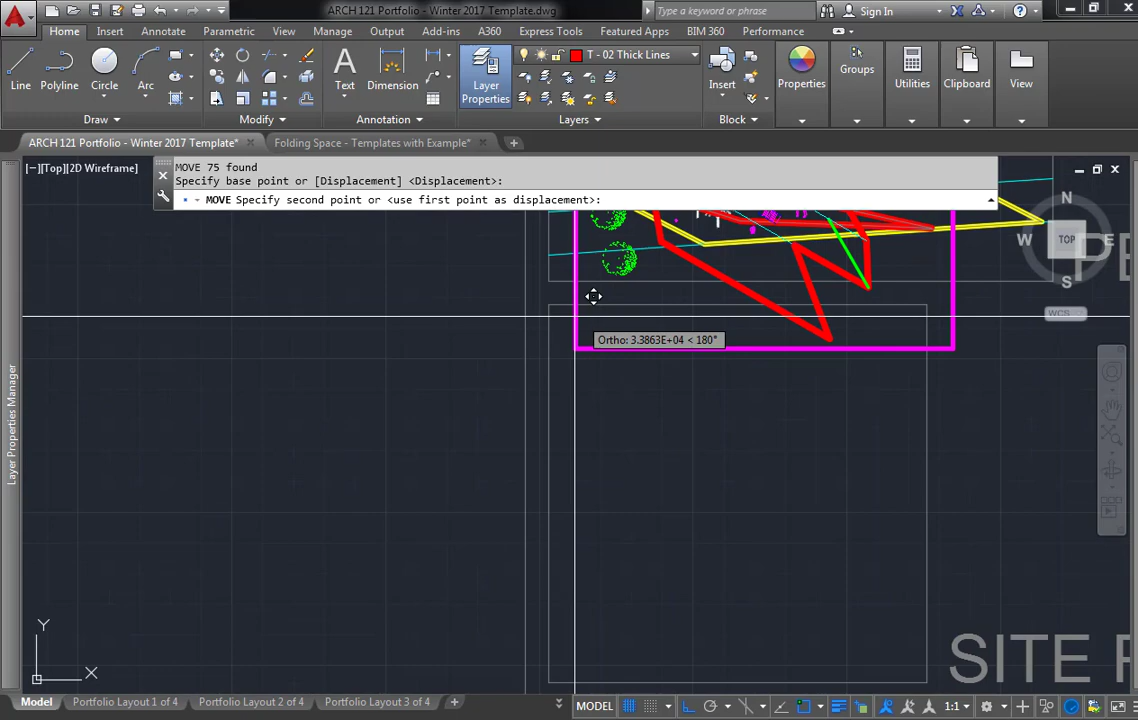 ARCH 121 Portfolio - Winter 2017 Template.dwg
Type a keyword or phrase
Sign In
Home Insert Annotate Parametric View Manage Output Add-ins A360 Express Tools Featured Apps BIM 360 Performance
T - 02 Thick Lines
Line Polyline Circle Arc
Text Dimension
Layer
Properties
Insert
Properties
Groups
Utilities
Clipboard
View
Draw Modify Annotation Layers Block
ARCH 121 Portfolio - Winter 2017 Template* Folding Space - Templates with Example*
[−][Top][2D Wireframe]
MOVE 75 found
Specify base point or [Displacement] <Displacement>:
MOVE Specify second point or <use first point as displacement>:
N
W TOP E
S
WCS
PE
Ortho: 3.3863E+04 < 180°
Layer Properties Manager
SITE P
Y
X
Model Portfolio Layout 1 of 4 Portfolio Layout 2 of 4 Portfolio Layout 3 of 4
MODEL
1:1